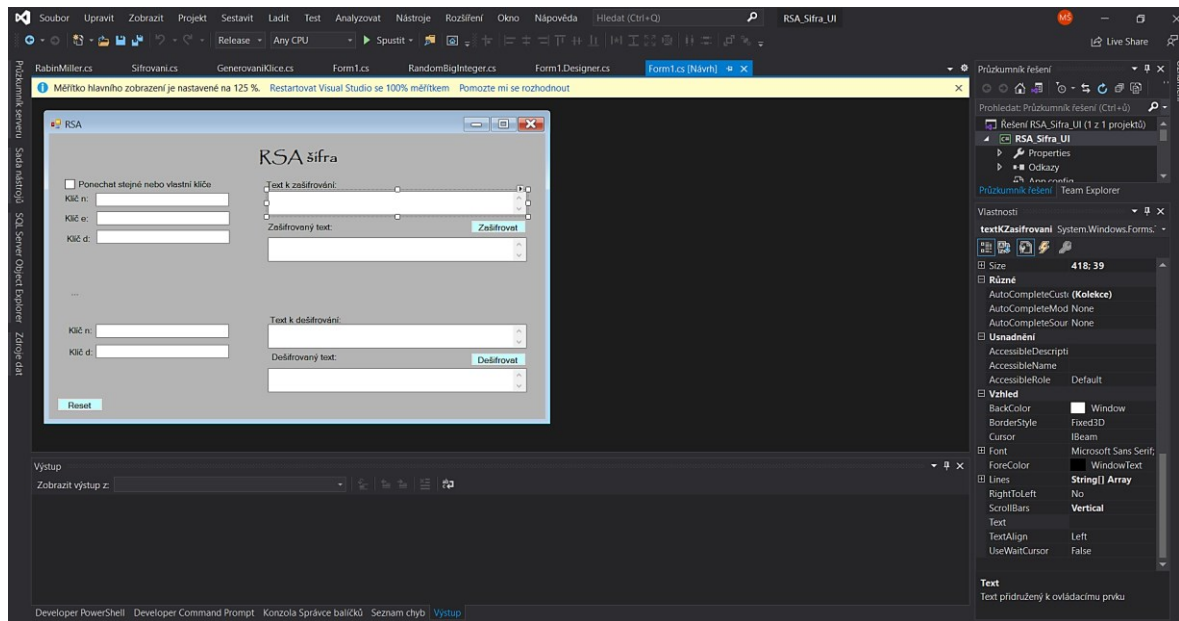 Soubor Upravit Zobrazit Projekt Sestavit Ladit Test Analyzovat Nástroje Rozšíření Okno Nápověda Hledat (Ctrl+Q) RSA_Sifra_UI MS
Release Any CPU Spustit Live Share
RabinMiller.cs Sifrovani.cs GenerovaniKlice.cs Form1.cs RandomBigInteger.cs Form1.Designer.cs Form1.cs [Návrh]
Měřítko hlavního zobrazení je nastavené na 125 %. Restartovat Visual Studio se 100% měřítkem Pomozte mi se rozhodnout
Průzkumník serveru
Sada nástrojů
SQL Server Object Explorer
Zdroje dat
RSA
RSA šifra
Ponechat stejné nebo vlastní klíče
Klíč n:
Klíč e:
Klíč d:
Text k zašifrování:
Zašifrovaný text: Zašifrovat
...
Klíč n:
Klíč d:
Text k dešifrování:
Dešifrovaný text: Dešifrovat
Reset
Výstup
Zobrazit výstup z:
Developer PowerShell Developer Command Prompt Konzola Správce balíčků Seznam chyb Výstup
Průzkumník řešení
Prohledat: Průzkumník řešení (Ctrl+ů)
Řešení RSA_Sifra_UI (1 z 1 projektů)
RSA_Sifra_UI
Properties
Odkazy
App.config
Průzkumník řešení Team Explorer
Vlastnosti
textKZasifrovani System.Windows.Forms.
Size 418; 39
Různé
AutoCompleteCust (Kolekce)
AutoCompleteMod None
AutoCompleteSour None
Usnadnění
AccessibleDescripti
AccessibleName
AccessibleRole Default
Vzhled
BackColor Window
BorderStyle Fixed3D
Cursor IBeam
Font Microsoft Sans Serif;
ForeColor WindowText
Lines String[] Array
RightToLeft No
ScrollBars Vertical
Text
TextAlign Left
UseWaitCursor False
Text
Text přidružený k ovládacímu prvku